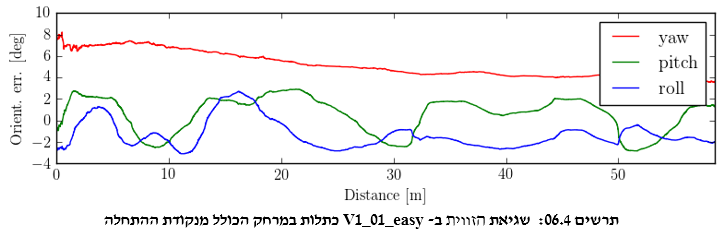 10
8
6
4
2
0
−2
−4
Orient. err. [deg]
yaw
pitch
roll
0 10 20 30 40 50
Distance [m]
תרשים 06.4: שגיאת הזווית ב- V1_01_easy כתלות במרחק הכולל מנקודת ההתחלה